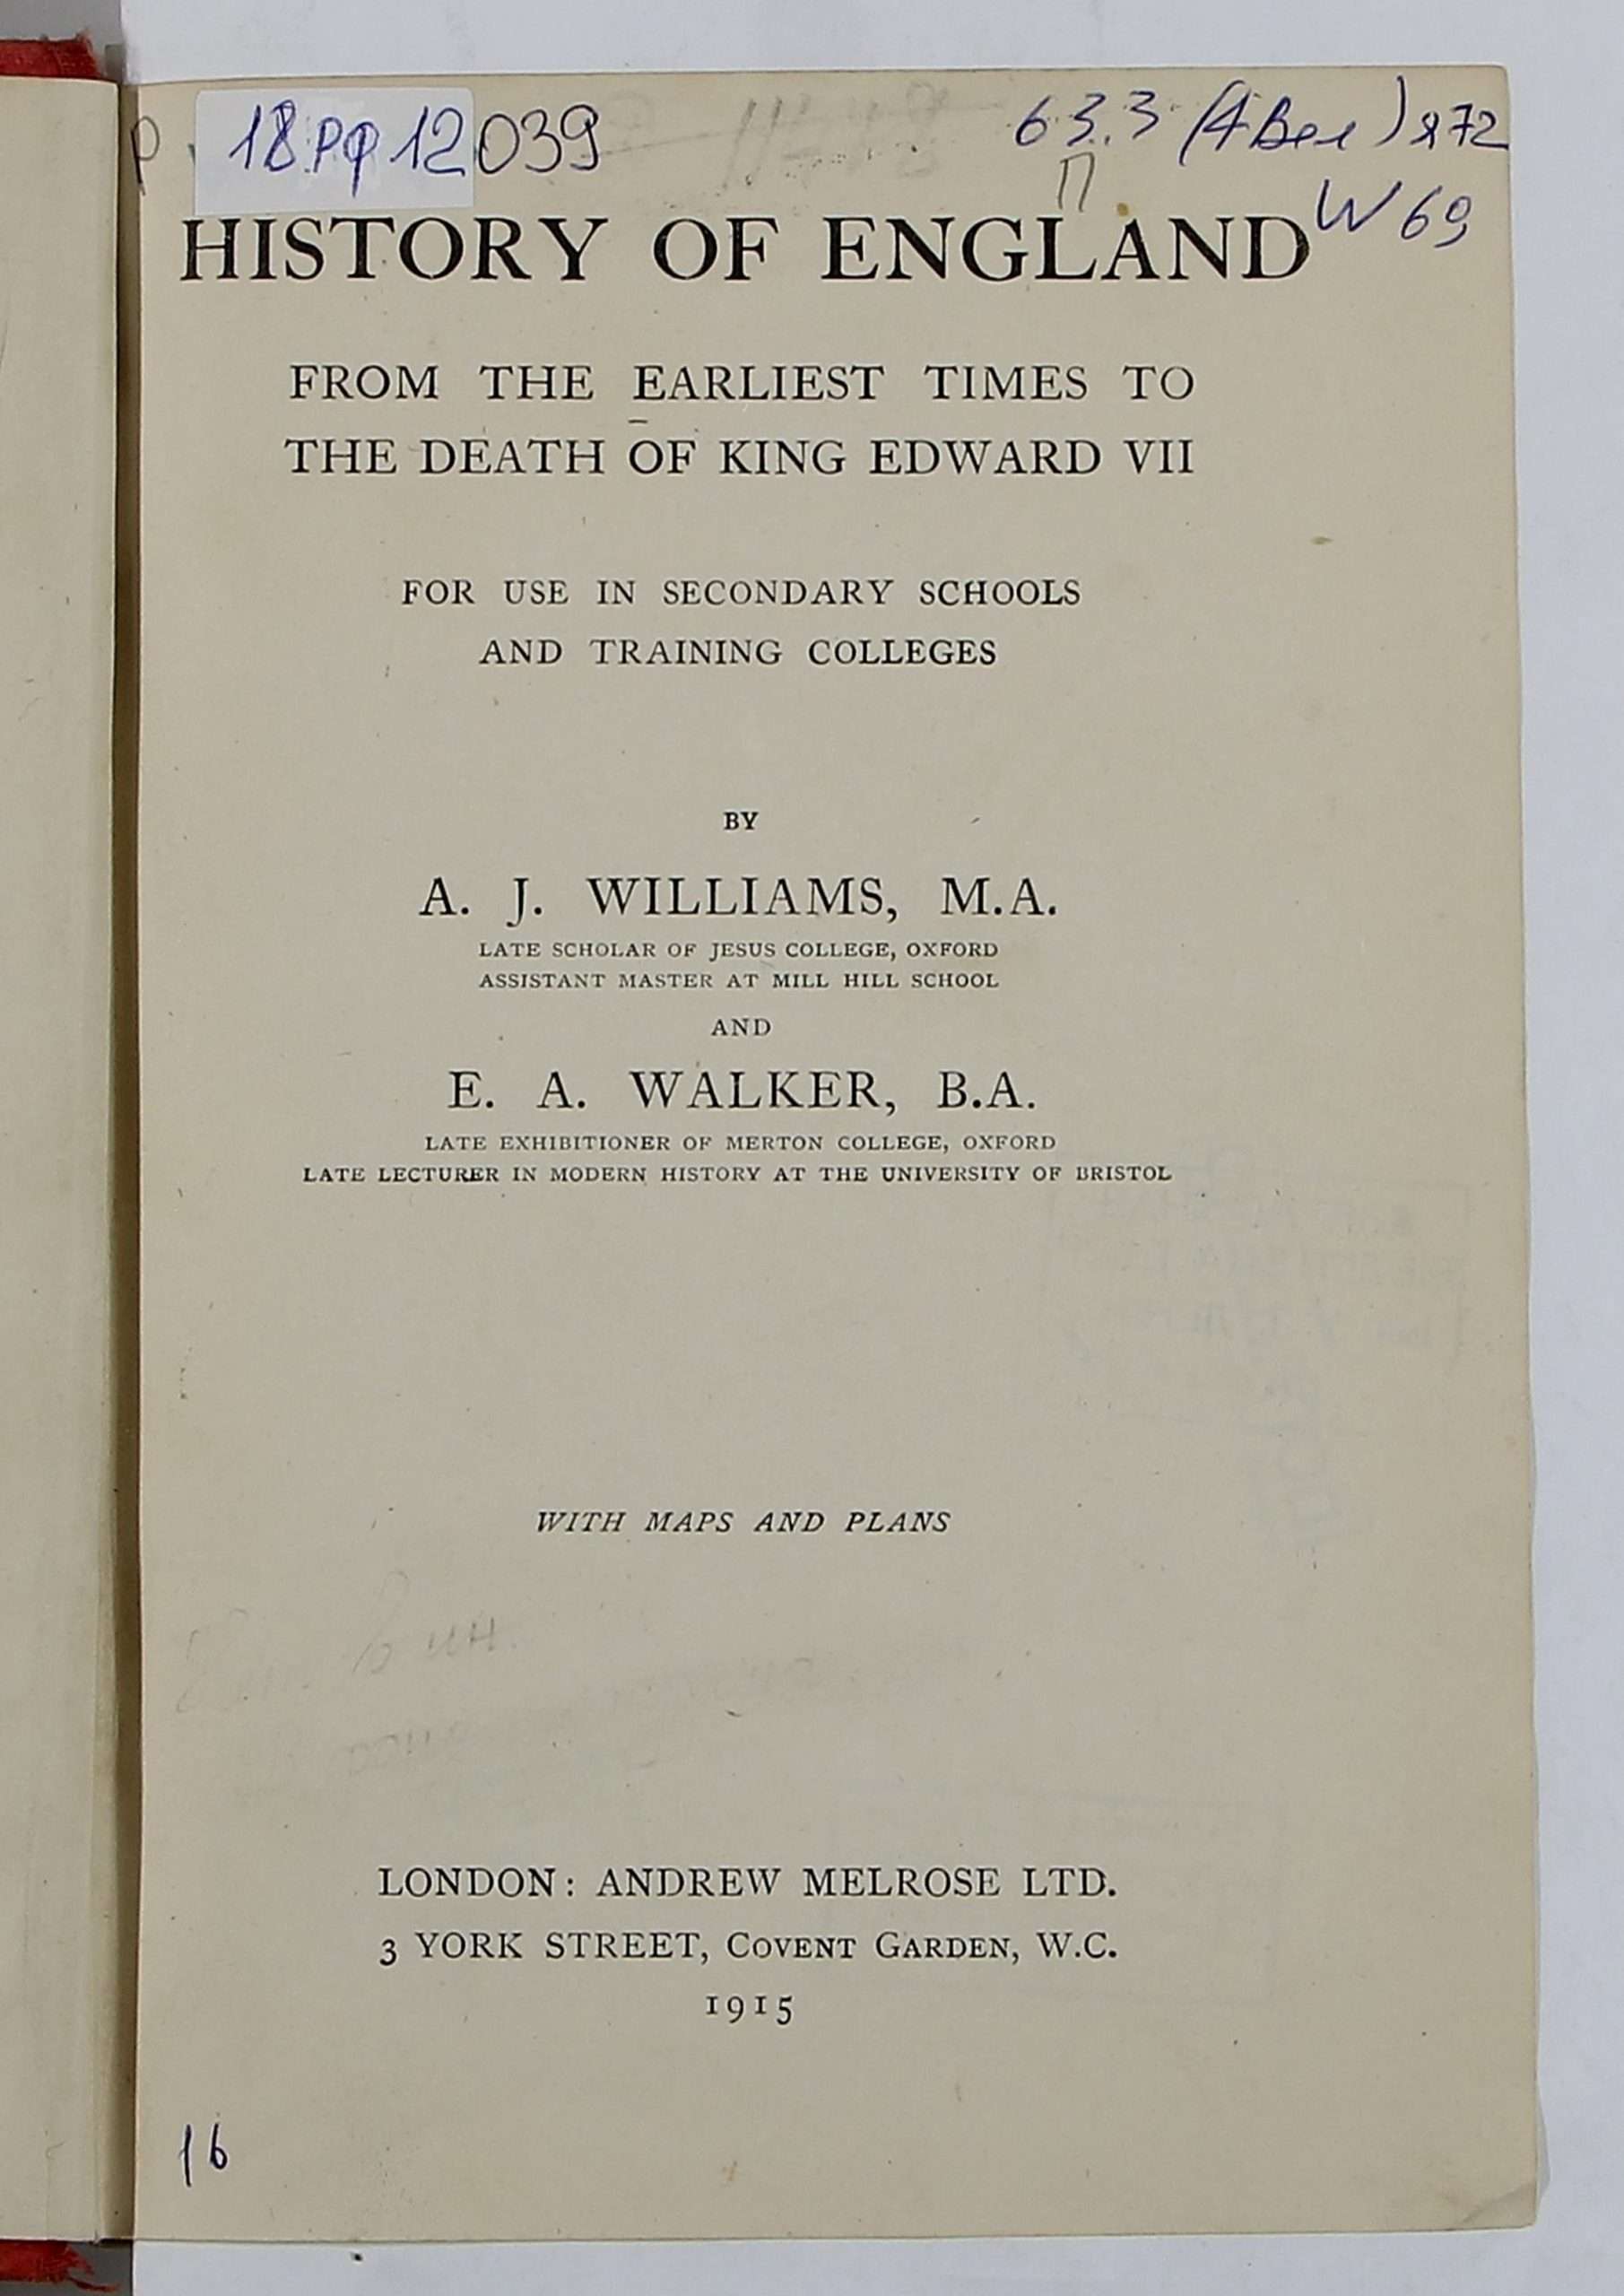 18.РФ 12039
63.3 (4Вел) я72
П
W 69
HISTORY OF ENGLAND
FROM THE EARLIEST TIMES TO
THE DEATH OF KING EDWARD VII
FOR USE IN SECONDARY SCHOOLS
AND TRAINING COLLEGES
BY
A. J. WILLIAMS, M.A.
LATE SCHOLAR OF JESUS COLLEGE, OXFORD
ASSISTANT MASTER AT MILL HILL SCHOOL
AND
E. A. WALKER, B.A.
LATE EXHIBITIONER OF MERTON COLLEGE, OXFORD
LATE LECTURER IN MODERN HISTORY AT THE UNIVERSITY OF BRISTOL
WITH MAPS AND PLANS
LONDON: ANDREW MELROSE LTD.
3 YORK STREET, COVENT GARDEN, W.C.
1915
16